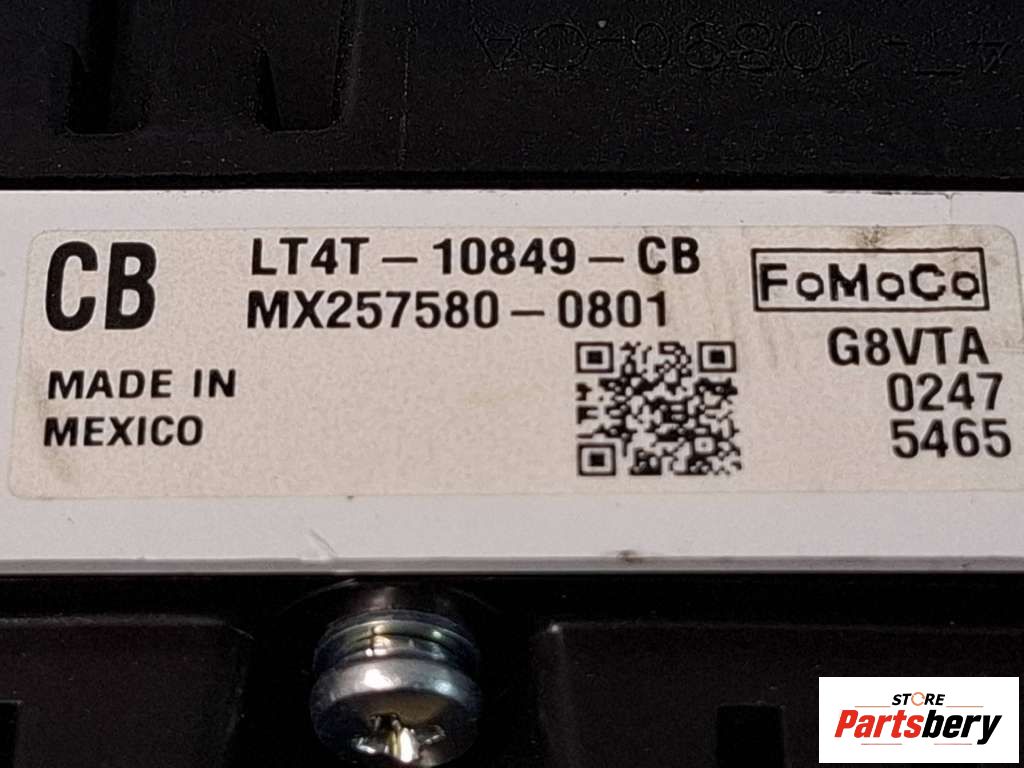 CB
LT4T-10849-CB
MX257580-0801
FoMoCo
G8VTA
0247
5465
MADE IN
MEXICO
STORE
Partsbery